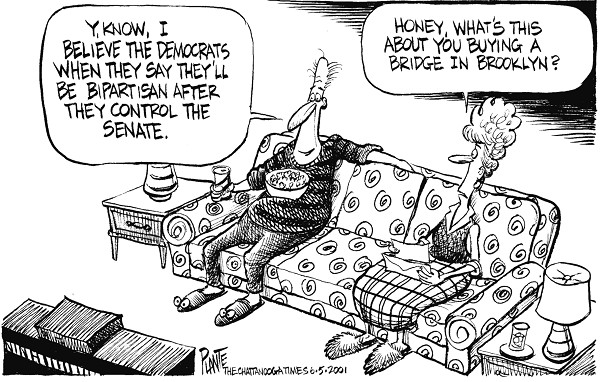 Y'KNOW, I
BELIEVE THE DEMOCRATS
WHEN THEY SAY THEY'LL
BE BIPARTISAN AFTER
THEY CONTROL THE
SENATE.
HONEY, WHAT'S THIS
ABOUT YOU BUYING A
BRIDGE IN BROOKLYN?
PLANTE
THE CHATTANOOGA TIMES 6·5·2001